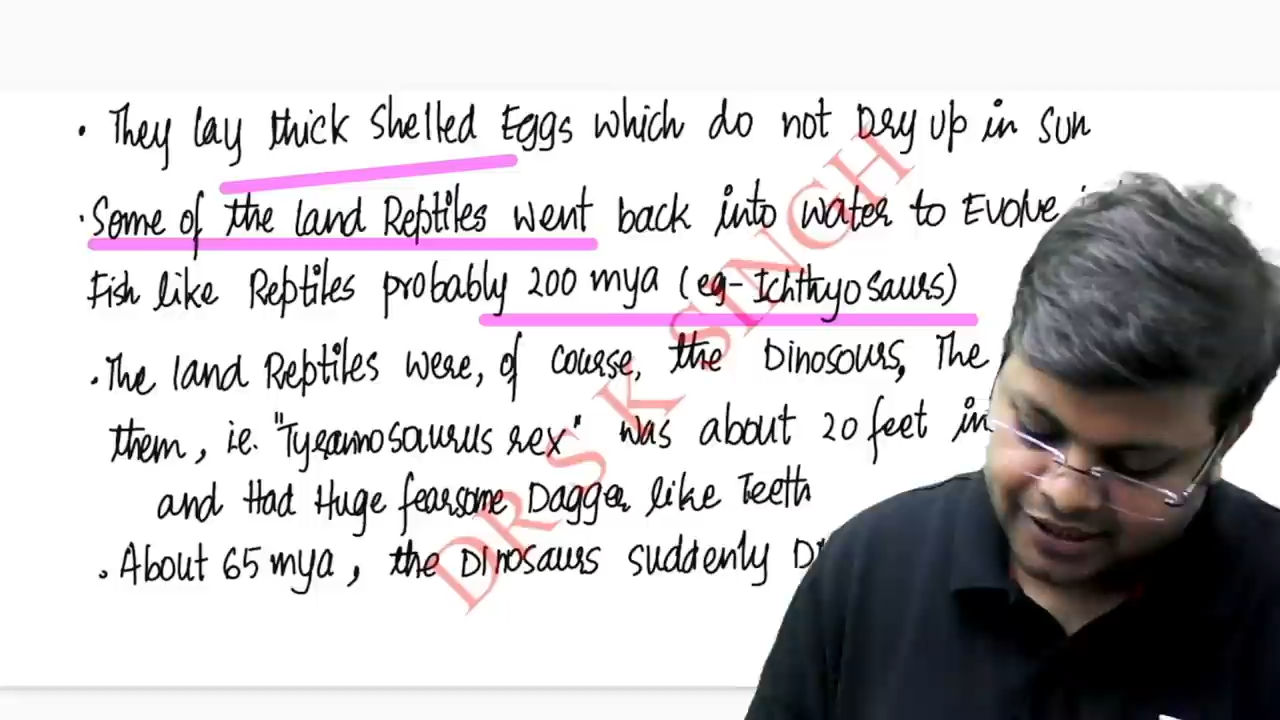 • They lay thick shelled Eggs which do not Dry up in Sun
• Some of the land Reptiles went back into water to Evolve
Fish like Reptiles probably 200 mya (eg- Ichthyosaurs)
• The land Reptiles were, of course, the Dinosours, The
them, ie. "Tyrannosaurus rex" was about 20 feet in
and Had Huge fearsome Dagger like Teeth
• About 65 mya, the Dinosaurs suddenly
DR S K SINGH